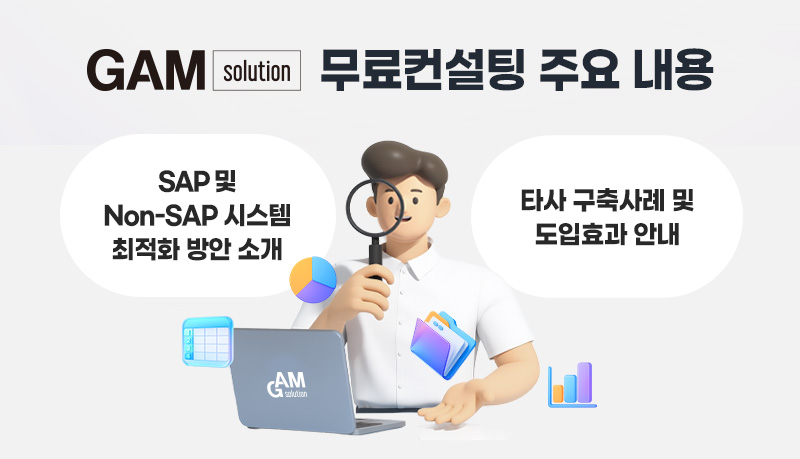 GAM solution 무료컨설팅 주요 내용
SAP 및
Non-SAP 시스템
최적화 방안 소개
타사 구축사례 및
도입효과 안내
GAM
solution